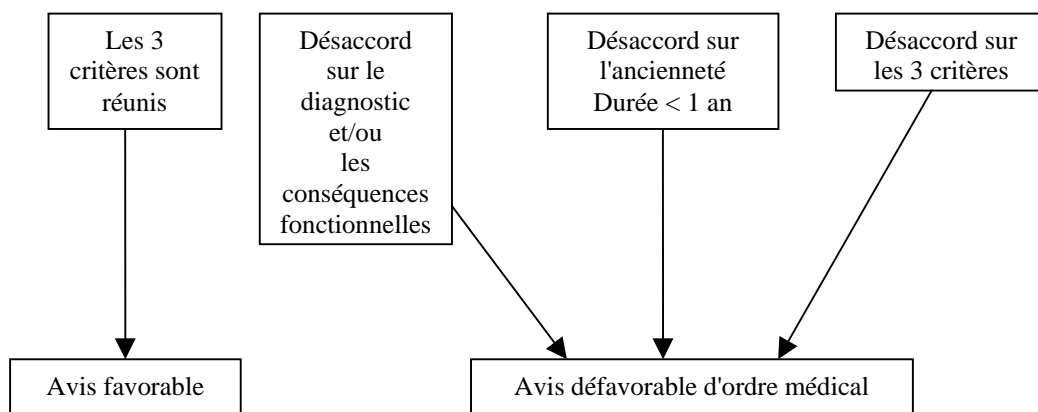 Les 3
critères sont
réunis
Désaccord
sur le
diagnostic
et/ou
les
conséquences
fonctionnelles
Désaccord sur
l'ancienneté
Durée < 1 an
Désaccord sur
les 3 critères
Avis favorable
Avis défavorable d'ordre médical